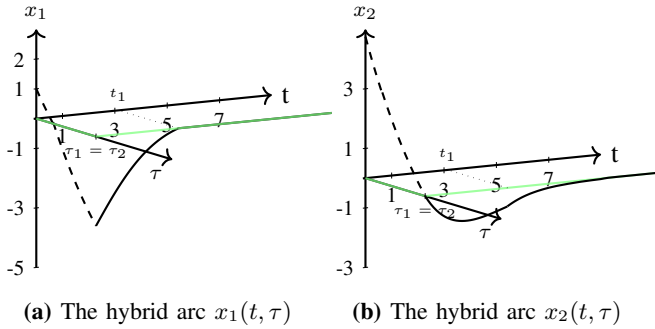 x₁
2
1
-1
-3
-5
t₁
t
1
3
5
7
τ₁ = τ₂
τ
(a) The hybrid arc x₁(t, τ)
x₂
3
1
-1
-3
t₁
t
1
3
5
7
τ₁ = τ₂
τ
(b) The hybrid arc x₂(t, τ)